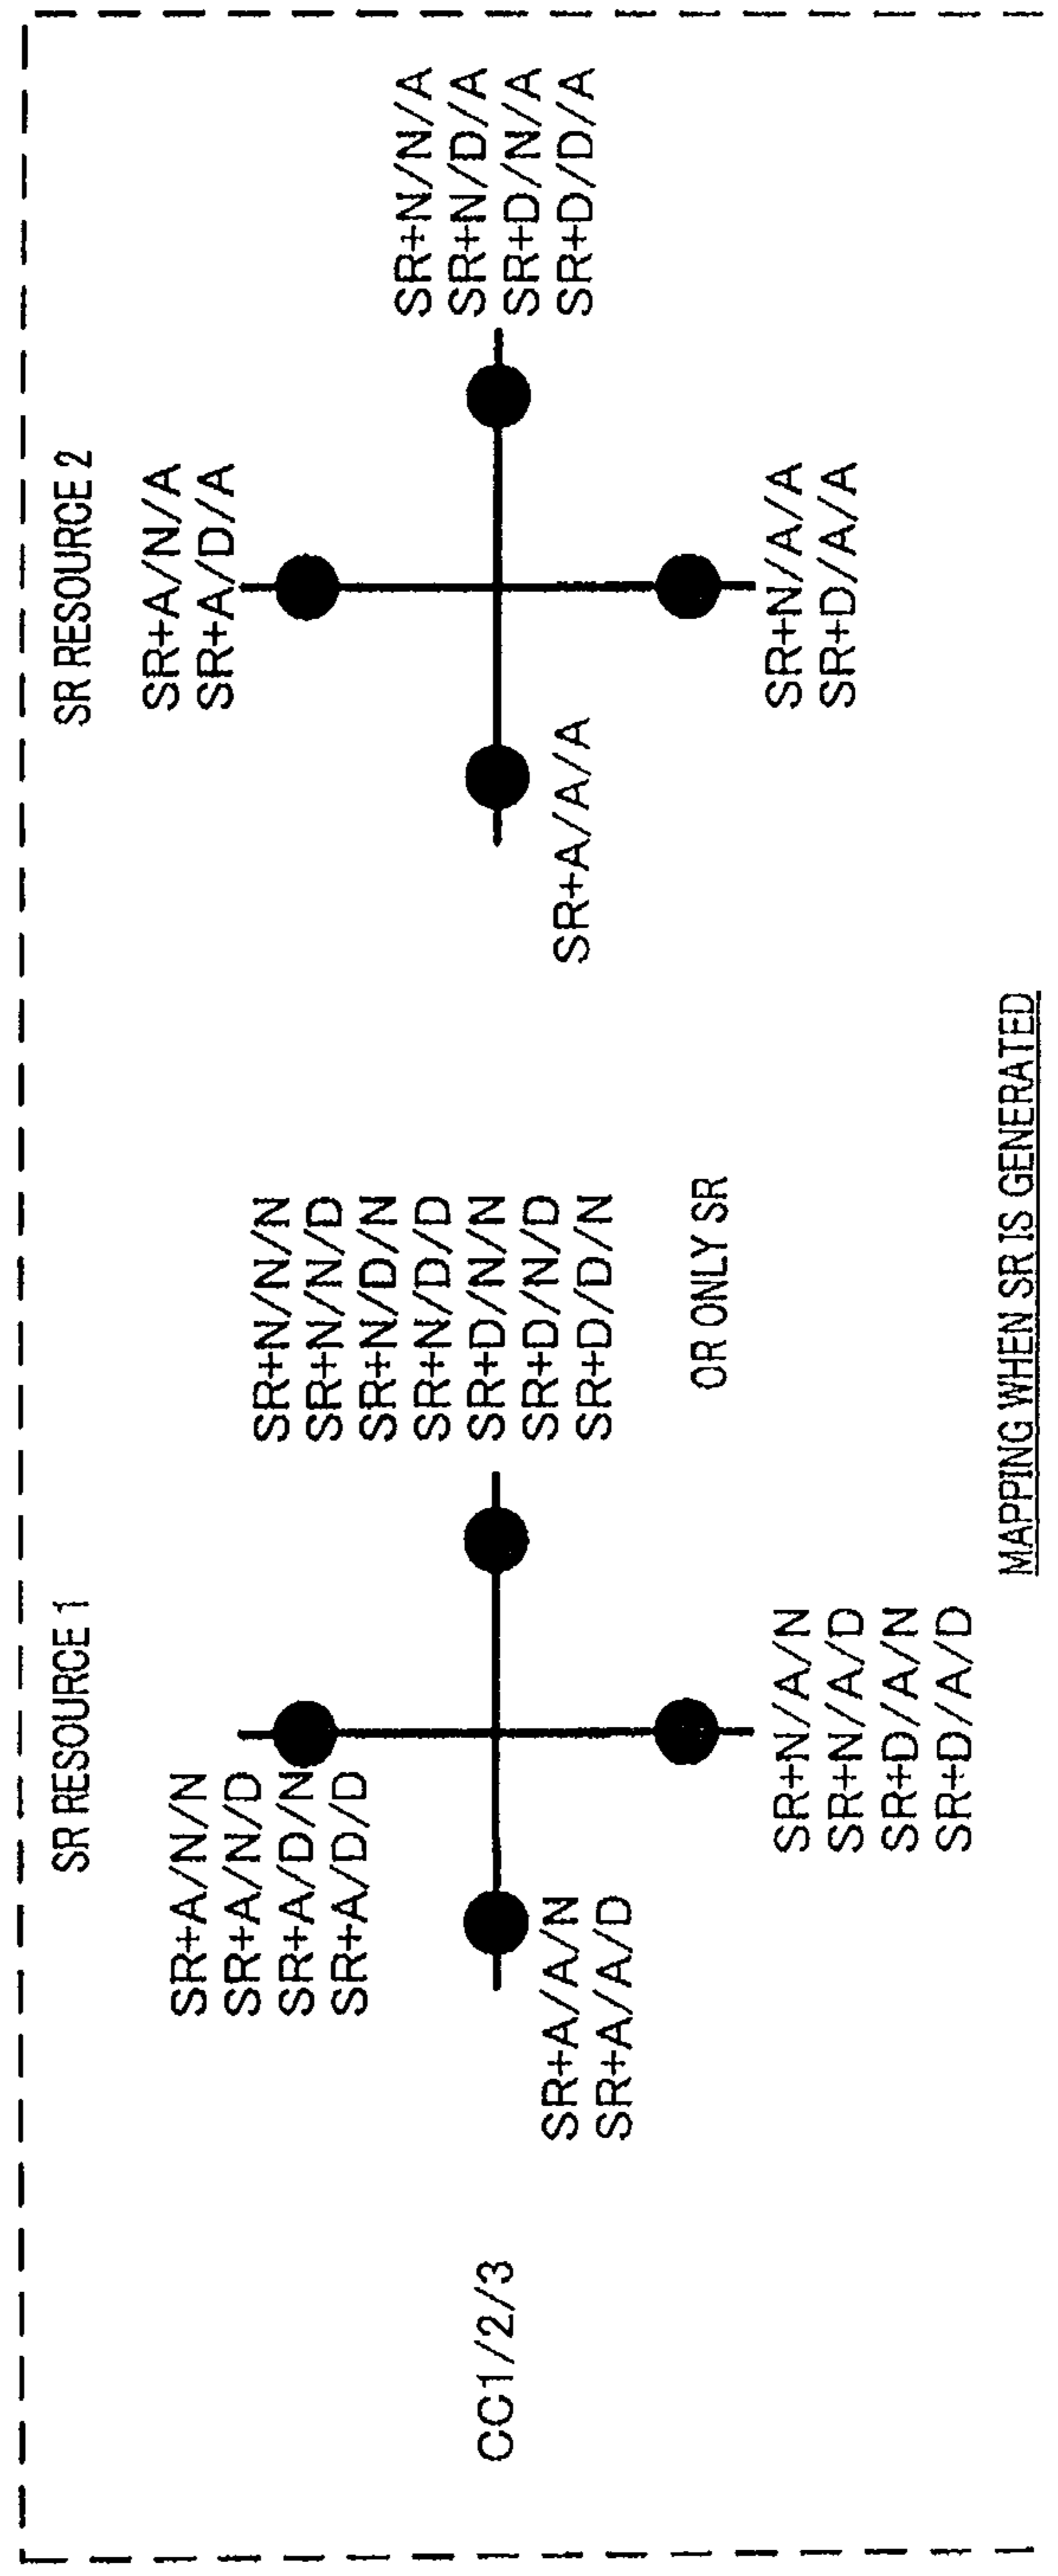 SR RESOURCE 1
SR+A/N/N
SR+A/N/D
SR+A/D/N
SR+A/D/D
SR+N/N/N
SR+N/N/D
SR+N/D/N
SR+N/D/D
SR+D/N/N
SR+D/N/D
SR+D/D/N
OR ONLY SR
CC1/2/3
SR+A/A/N
SR+A/A/D
SR+N/A/N
SR+N/A/D
SR+D/A/N
SR+D/A/D
SR RESOURCE 2
SR+A/N/A
SR+A/D/A
SR+N/N/A
SR+N/D/A
SR+D/N/A
SR+D/D/A
SR+A/A/A
SR+N/A/A
SR+D/A/A
MAPPING WHEN SR IS GENERATED